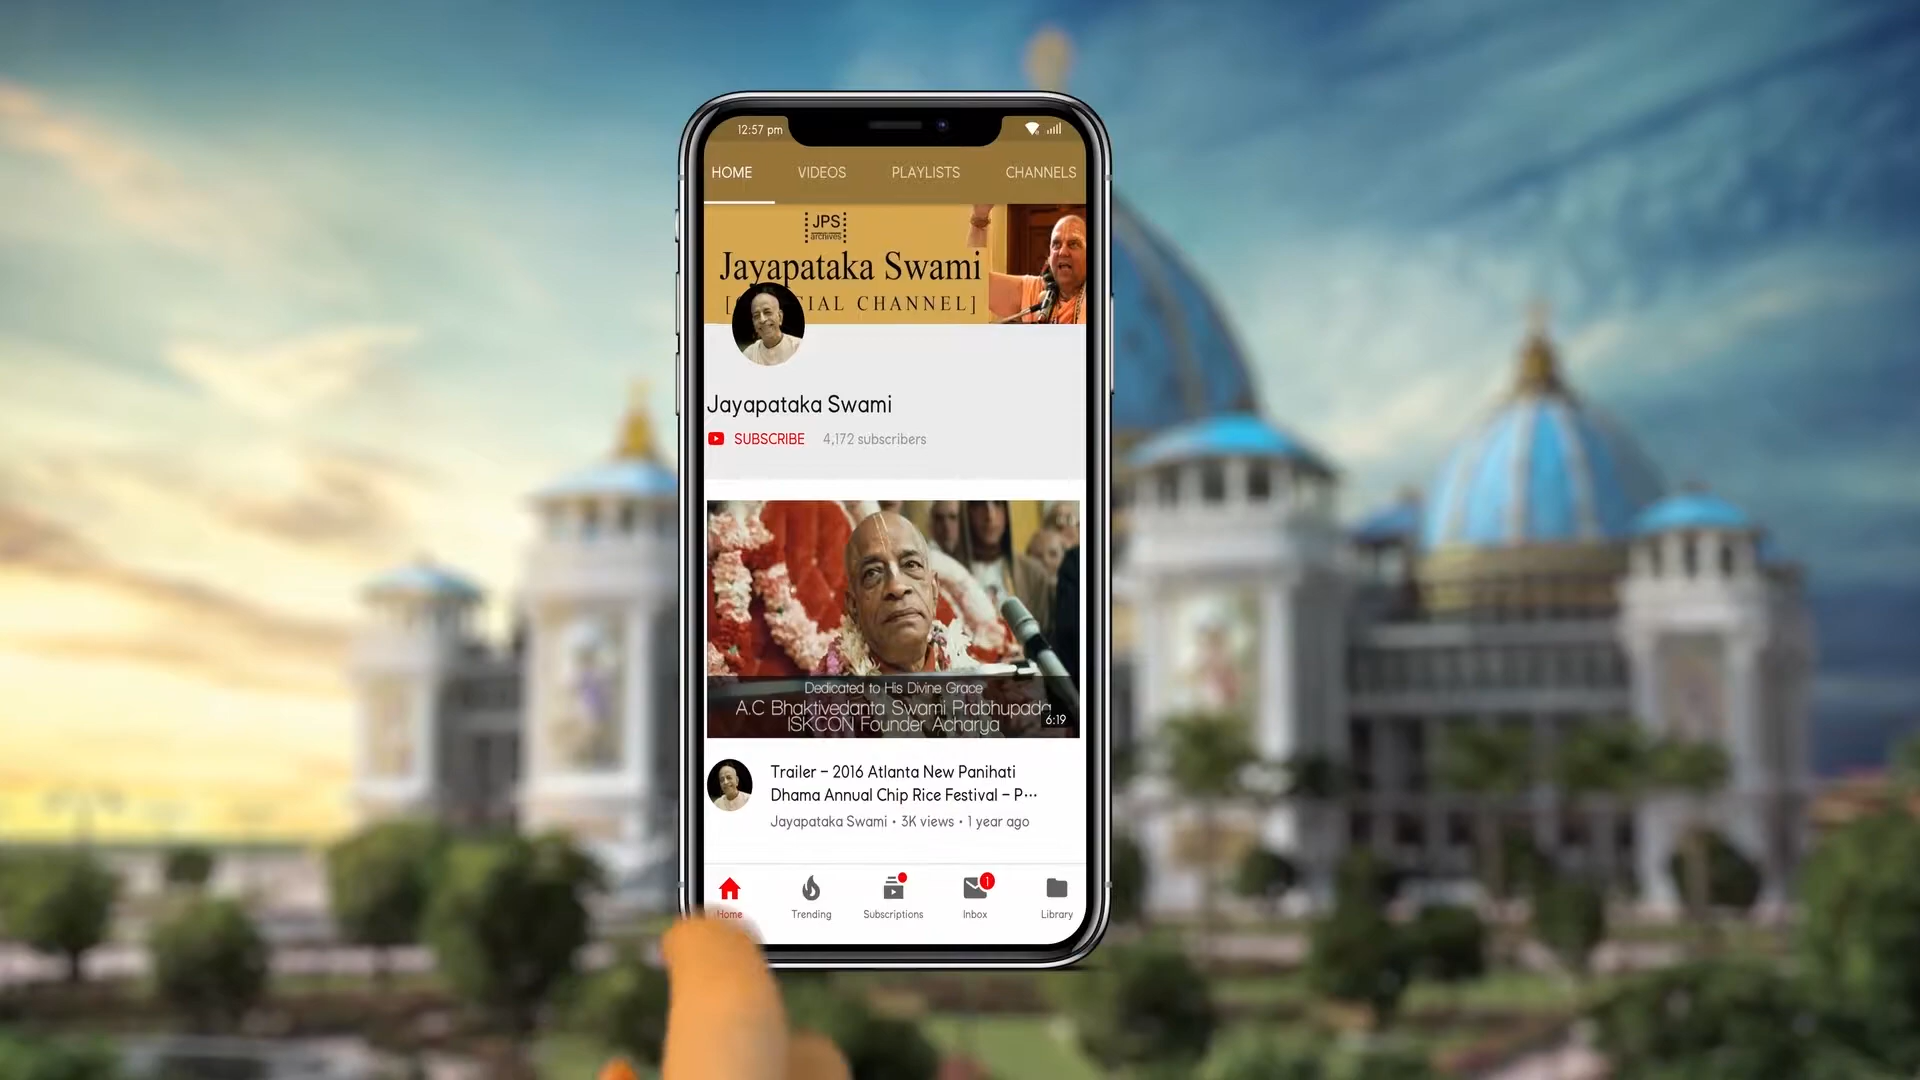 12:57 pm
HOME VIDEOS PLAYLISTS CHANNELS
JPS
archives
Jayapataka Swami
CIAL CHANNEL]
Jayapataka Swami
SUBSCRIBE 4,172 subscribers
Dedicated to His Divine Grace
A.C Bhaktivedanta Swami Prabhupada
ISKCON Founder Acharya
6:19
Trailer – 2016 Atlanta New Panihati
Dhama Annual Chip Rice Festival – P...
Jayapataka Swami • 3K views • 1 year ago
1
Home Trending Subscriptions Inbox Library